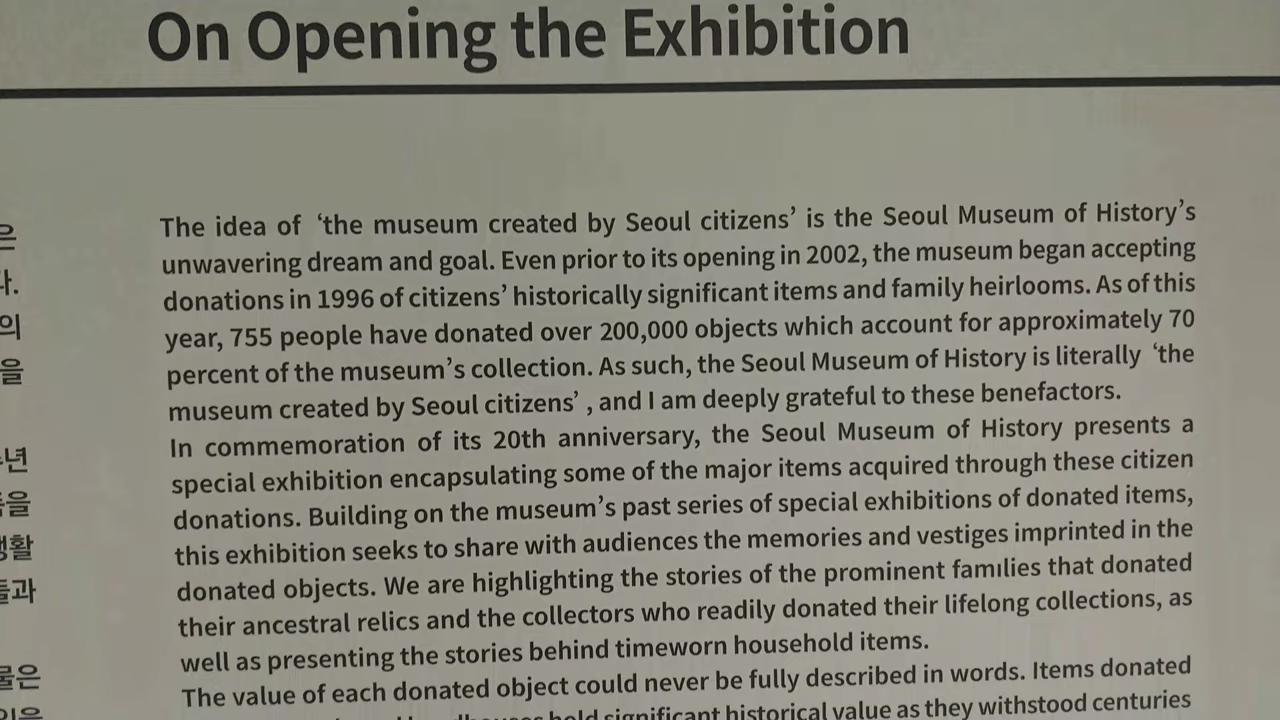 On Opening the Exhibition
The idea of ‘the museum created by Seoul citizens’ is the Seoul Museum of History’s
unwavering dream and goal. Even prior to its opening in 2002, the museum began accepting
donations in 1996 of citizens’ historically significant items and family heirlooms. As of this
year, 755 people have donated over 200,000 objects which account for approximately 70
percent of the museum’s collection. As such, the Seoul Museum of History is literally ‘the
museum created by Seoul citizens’ , and I am deeply grateful to these benefactors.
In commemoration of its 20th anniversary, the Seoul Museum of History presents a
special exhibition encapsulating some of the major items acquired through these citizen
donations. Building on the museum’s past series of special exhibitions of donated items,
this exhibition seeks to share with audiences the memories and vestiges imprinted in the
donated objects. We are highlighting the stories of the prominent families that donated
their ancestral relics and the collectors who readily donated their lifelong collections, as
well as presenting the stories behind timeworn household items.
The value of each donated object could never be fully described in words. Items donated
hold significant historical value as they withstood centuries
은
다.
의
을
년
을
활
과
은